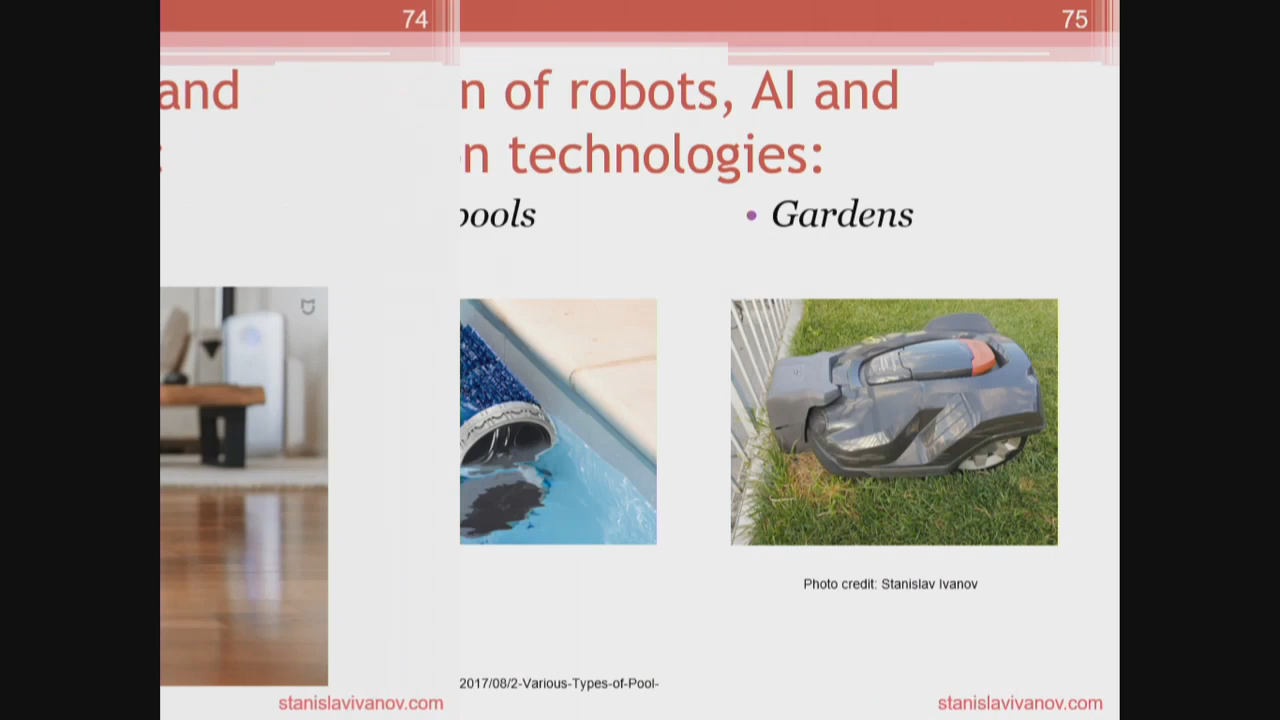 74
and
:
stanislavivanov.com
75
n of robots, AI and
n technologies:
pools
• Gardens
Photo credit: Stanislav Ivanov
2017/08/2-Various-Types-of-Pool-
stanislavivanov.com